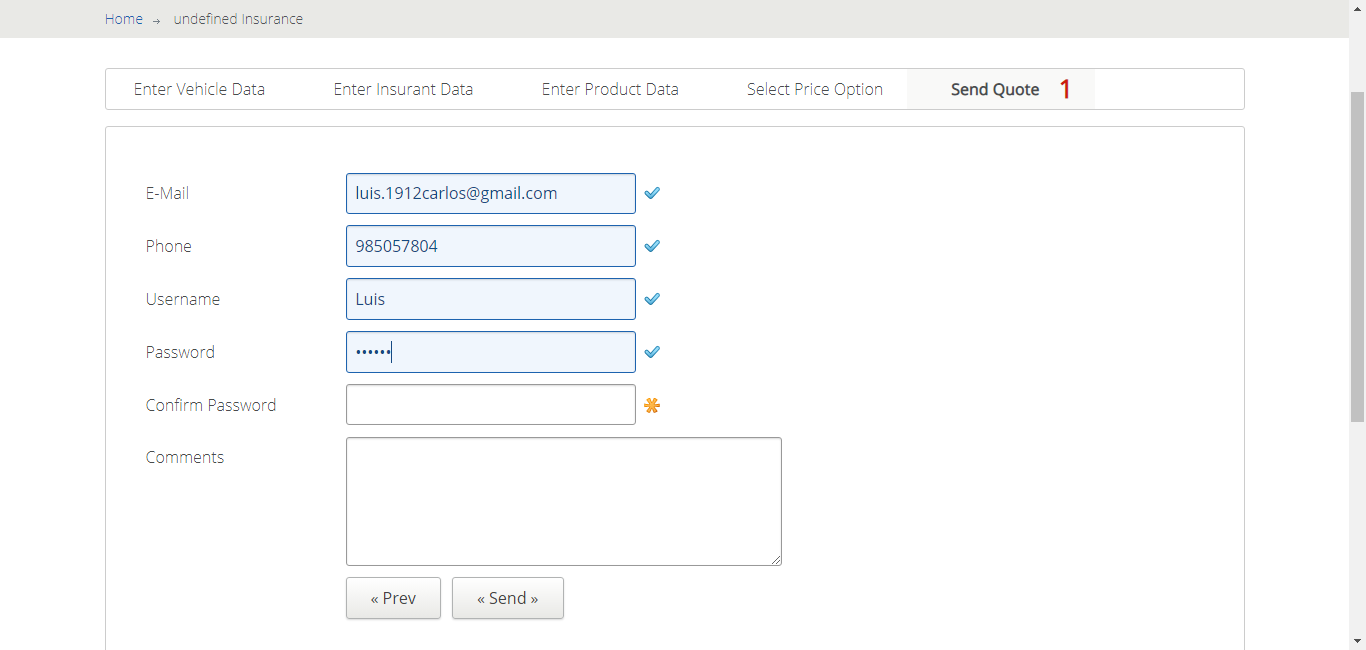 Home → undefined Insurance
Enter Vehicle Data Enter Insurant Data Enter Product Data Select Price Option Send Quote 1
E-Mail luis.1912carlos@gmail.com
Phone 985057804
Username Luis
Password ••••••
Confirm Password
Comments
« Prev « Send »